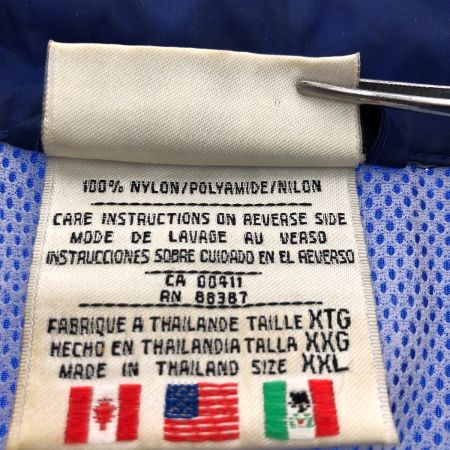 100% NYLON/POLYAMIDE/NILON
CARE INSTRUCTIONS ON REVERSE SIDE
MODE DE LAVAGE AU VERSO
INSTRUCCIONES SOBRE CUIDADO EN EL REVERSO
CA 00411
RN 88387
FABRIQUE A THAILANDE TAILLE XTG
HECHO EN THAILANDIA TALLA XXG
MADE IN THAILAND SIZE XXL